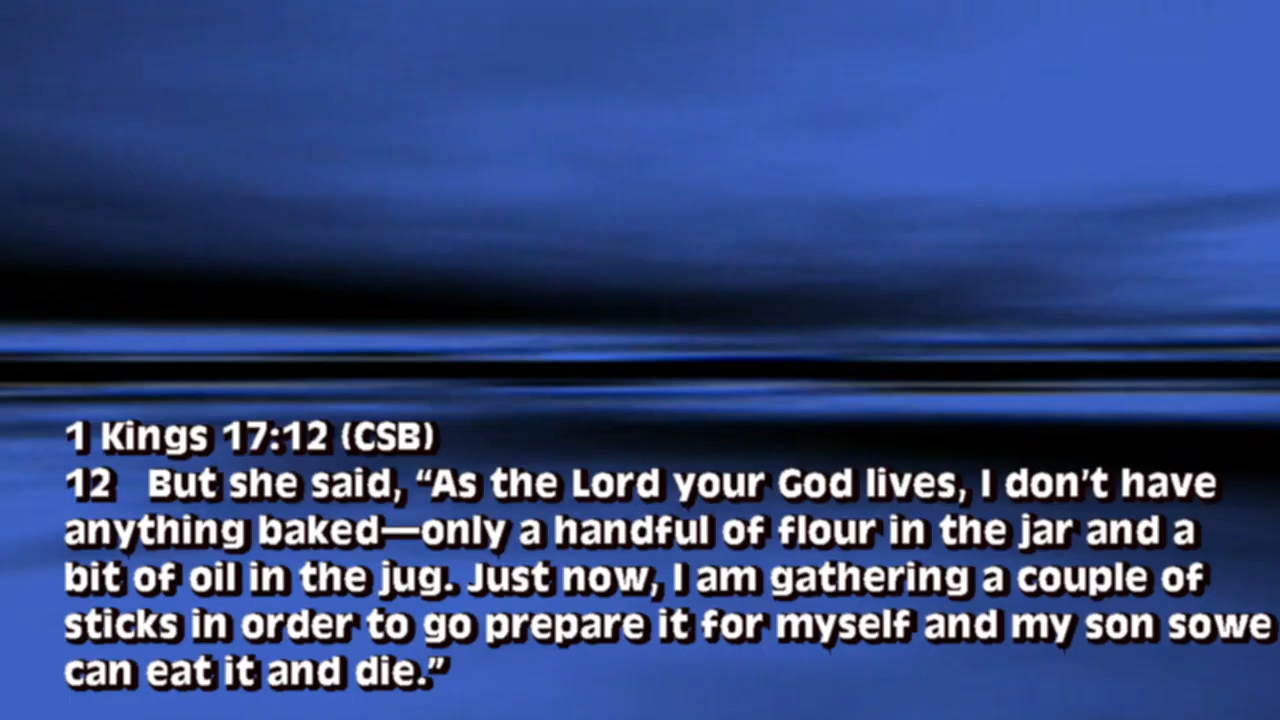 1 Kings 17:12 (CSB)
12 But she said, “As the Lord your God lives, I don’t have
anything baked—only a handful of flour in the jar and a
bit of oil in the jug. Just now, I am gathering a couple of
sticks in order to go prepare it for myself and my son sowe
can eat it and die.”